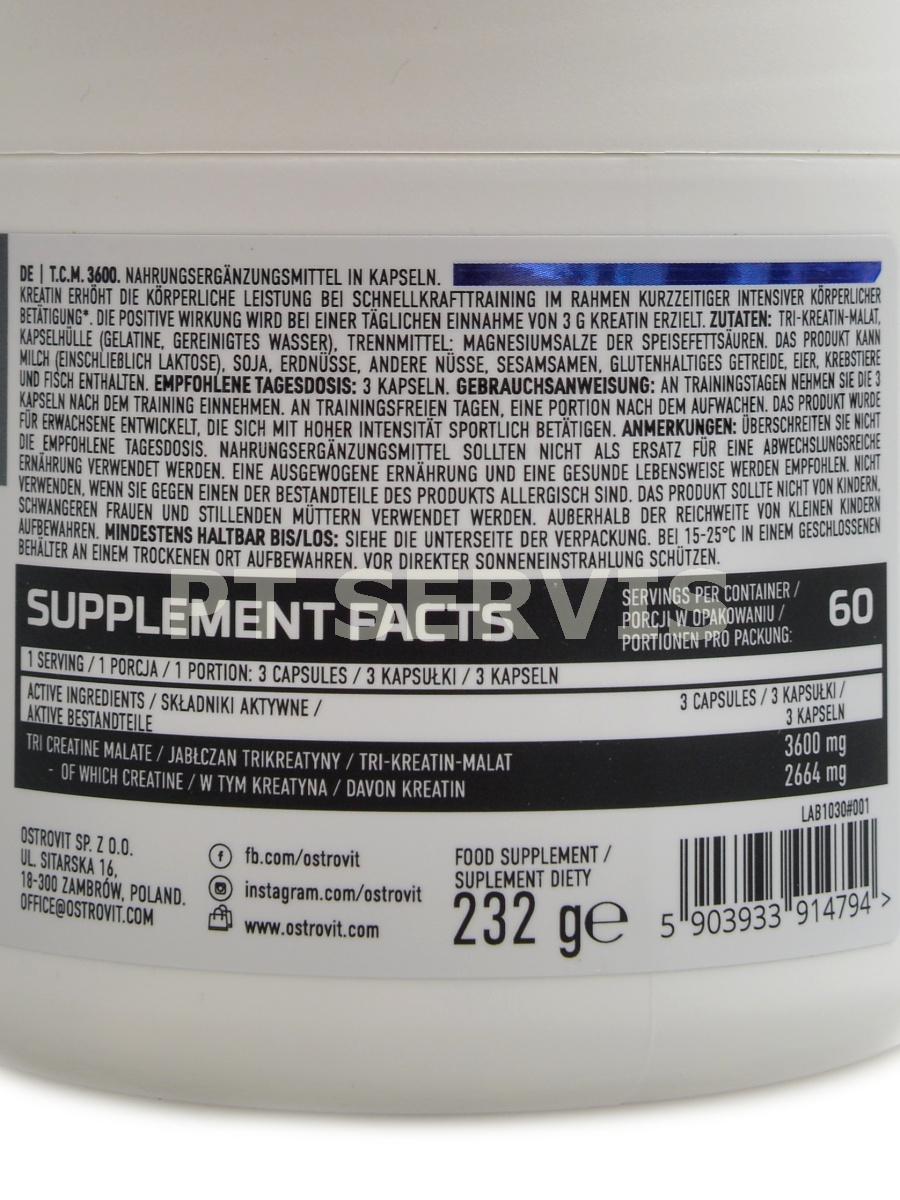 DE | T.C.M. 3600. NAHRUNGSERGÄNZUNGSMITTEL IN KAPSELN.
KREATIN ERHÖHT DIE KÖRPERLICHE LEISTUNG BEI SCHNELLKRAFTTRAINING IM RAHMEN KURZZEITIGER INTENSIVER KÖRPERLICHER
BETÄTIGUNG*. DIE POSITIVE WIRKUNG WIRD BEI EINER TÄGLICHEN EINNAHME VON 3 G KREATIN ERZIELT. ZUTATEN: TRI-KREATIN-MALAT,
KAPSELHÜLLE (GELATINE, GEREINIGTES WASSER), TRENNMITTEL: MAGNESIUMSALZE DER SPEISEFETTSÄUREN. DAS PRODUKT KANN
MILCH (EINSCHLIEBLICH LAKTOSE), SOJA, ERDNÜSSE, ANDERE NÜSSE, SESAMSAMEN, GLUTENHALTIGES GETREIDE, EIER, KREBSTIERE
UND FISCH ENTHALTEN. EMPFOHLENE TAGESDOSIS: 3 KAPSELN. GEBRAUCHSANWEISUNG: AN TRAININGSTAGEN NEHMEN SIE DIE 3
KAPSELN NACH DEM TRAINING EINNEHMEN. AN TRAININGSFREIEN TAGEN, EINE PORTION NACH DEM AUFWACHEN. DAS PRODUKT WURDE
FÜR ERWACHSENE ENTWICKELT, DIE SICH MIT HOHER INTENSITÄT SPORTLICH BETÄTIGEN. ANMERKUNGEN: ÜBERSCHREITEN SIE NICHT
DIE EMPFOHLENE TAGESDOSIS. NAHRUNGSERGÄNZUNGSMITTEL SOLLTEN NICHT ALS ERSATZ FÜR EINE ABWECHSLUNGSREICHE
ERNÄHRUNG VERWENDET WERDEN. EINE AUSGEWOGENE ERNÄHRUNG UND EINE GESUNDE LEBENSWEISE WERDEN EMPFOHLEN. NICHT
VERWENDEN, WENN SIE GEGEN EINEN DER BESTANDTEILE DES PRODUKTS ALLERGISCH SIND. DAS PRODUKT SOLLTE NICHT VON KINDERN,
SCHWANGEREN FRAUEN UND STILLENDEN MÜTTERN VERWENDET WERDEN. AUßERHALB DER REICHWEITE VON KLEINEN KINDERN
AUFBEWAHREN. MINDESTENS HALTBAR BIS/LOS: SIEHE DIE UNTERSEITE DER VERPACKUNG. BEI 15-25°C IN EINEM GESCHLOSSENEN
BEHÄLTER AN EINEM TROCKENEN ORT AUFBEWAHREN. VOR DIREKTER SONNENEINSTRAHLUNG SCHÜTZEN.
PT SERVIS
SUPPLEMENT FACTS
SERVINGS PER CONTAINER /
PORCJI W OPAKOWANIU /
PORTIONEN PRO PACKUNG:
60
1 SERVING / 1 PORCJA / 1 PORTION: 3 CAPSULES / 3 KAPSUŁKI / 3 KAPSELN
ACTIVE INGREDIENTS / SKŁADNIKI AKTYWNE /
AKTIVE BESTANDTEILE
3 CAPSULES / 3 KAPSUŁKI /
3 KAPSELN
TRI CREATINE MALATE / JABŁCZAN TRIKREATYNY / TRI-KREATIN-MALAT 3600 mg
- OF WHICH CREATINE / W TYM KREATYNA / DAVON KREATIN 2664 mg
OSTROVIT SP. Z O.O.
UL. SITARSKA 16,
18-300 ZAMBRÓW, POLAND.
OFFICE@OSTROVIT.COM
fb.com/ostrovit
instagram.com/ostrovit
www.ostrovit.com
FOOD SUPPLEMENT /
SUPLEMENT DIETY
232 g e
LAB1030#001
5 903933 914794 >